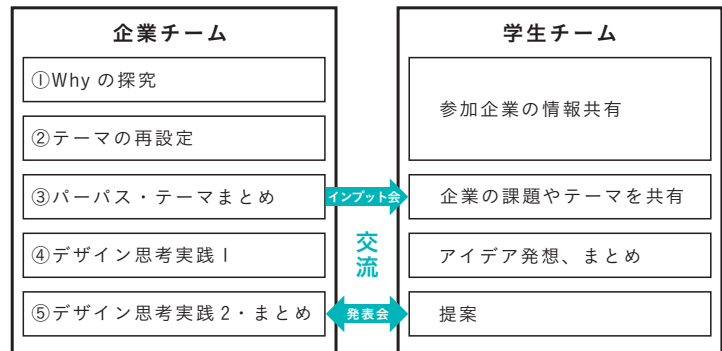 企業チーム
①Why の探究
②テーマの再設定
③パーパス・テーマまとめ
④デザイン思考実践 1
⑤デザイン思考実践 2・まとめ
インプット会
交流
発表会
学生チーム
参加企業の情報共有
企業の課題やテーマを共有
アイデア発想、まとめ
提案